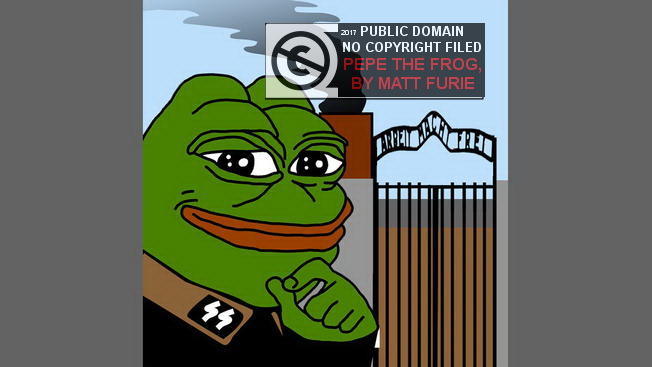 2017 PUBLIC DOMAIN
NO COPYRIGHT FILED
PEPE THE FROG,
BY MATT FURIE
ARBEIT MACHT FREI